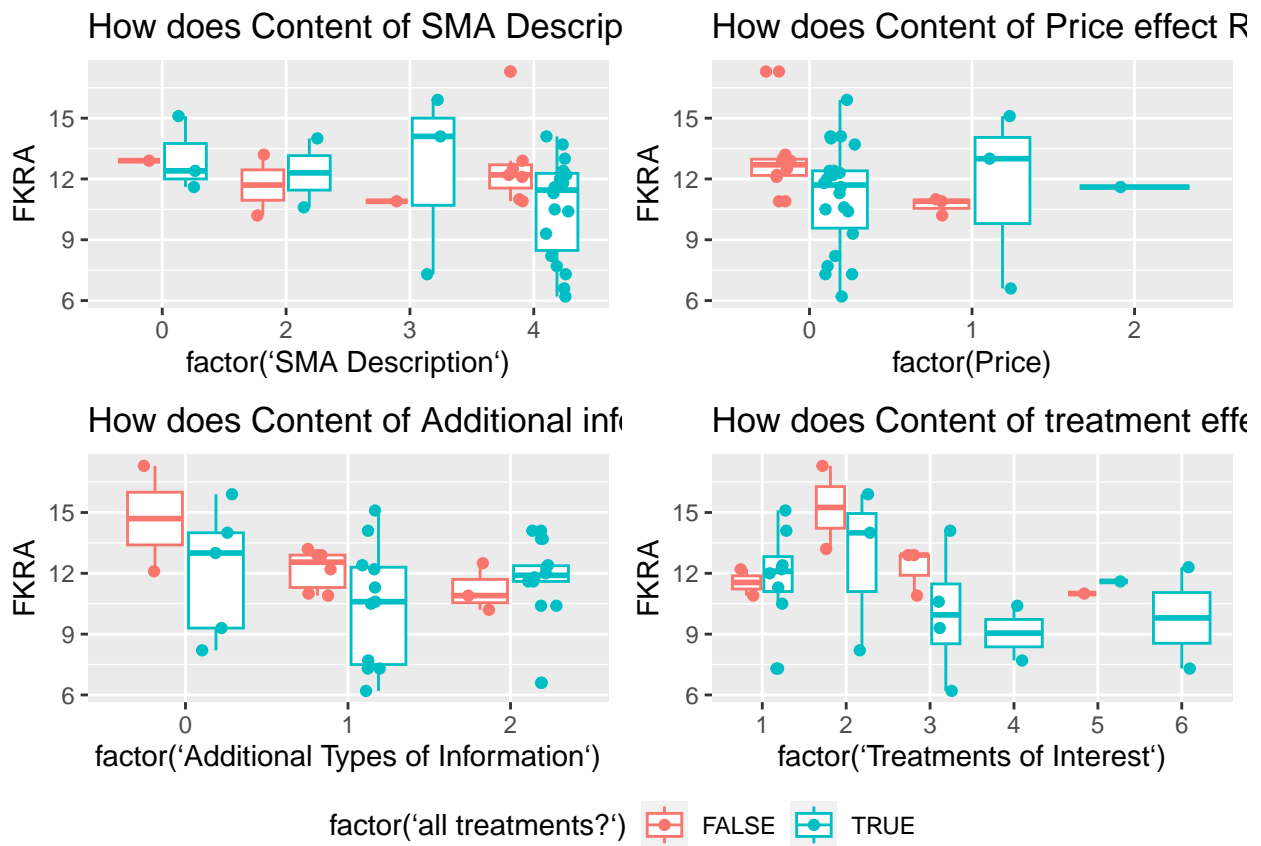 How does Content of SMA Descrip
FKRA
15
12
9
6
0 2 3 4
factor(‘SMA Description‘)
How does Content of Price effect R
FKRA
15
12
9
6
0 1 2
factor(Price)
How does Content of Additional info
FKRA
15
12
9
6
0 1 2
factor(‘Additional Types of Information‘)
How does Content of treatment effe
FKRA
15
12
9
6
1 2 3 4 5 6
factor(‘Treatments of Interest‘)
factor(‘all treatments?‘) FALSE TRUE